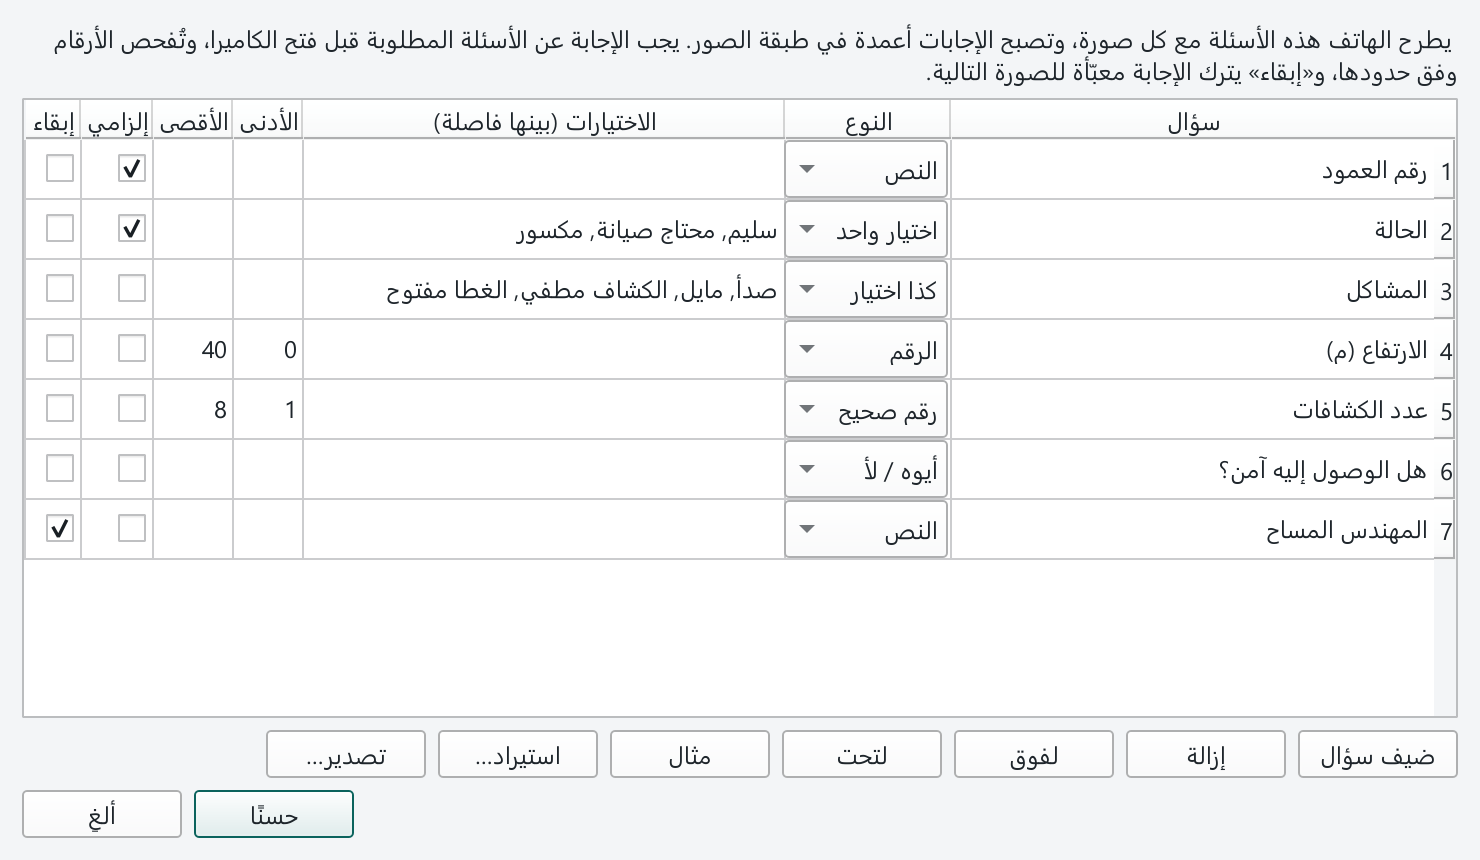 يطرح الهاتف هذه الأسئلة مع كل صورة، وتصبح الإجابات أعمدة في طبقة الصور. يجب الإجابة عن الأسئلة المطلوبة قبل فتح الكاميرا، وتُفحص الأرقام
وفق حدودها، و«إبقاء» يترك الإجابة معبّأة للصورة التالية.
سؤال النوع الاختيارات (بينها فاصلة) الأدنى الأقصى إلزامي إبقاء
1 رقم العمود النص
2 الحالة اختيار واحد سليم, محتاج صيانة, مكسور
3 المشاكل كذا اختيار صدأ, مايل, الكشاف مطفي, الغطا مفتوح
4 الارتفاع (م) الرقم 0 40
5 عدد الكشافات رقم صحيح 1 8
6 هل الوصول إليه آمن؟ أيوه / لأ
7 المهندس المساح النص
ضيف سؤال إزالة لفوق لتحت مثال استيراد... تصدير...
حسنًا ألغِ